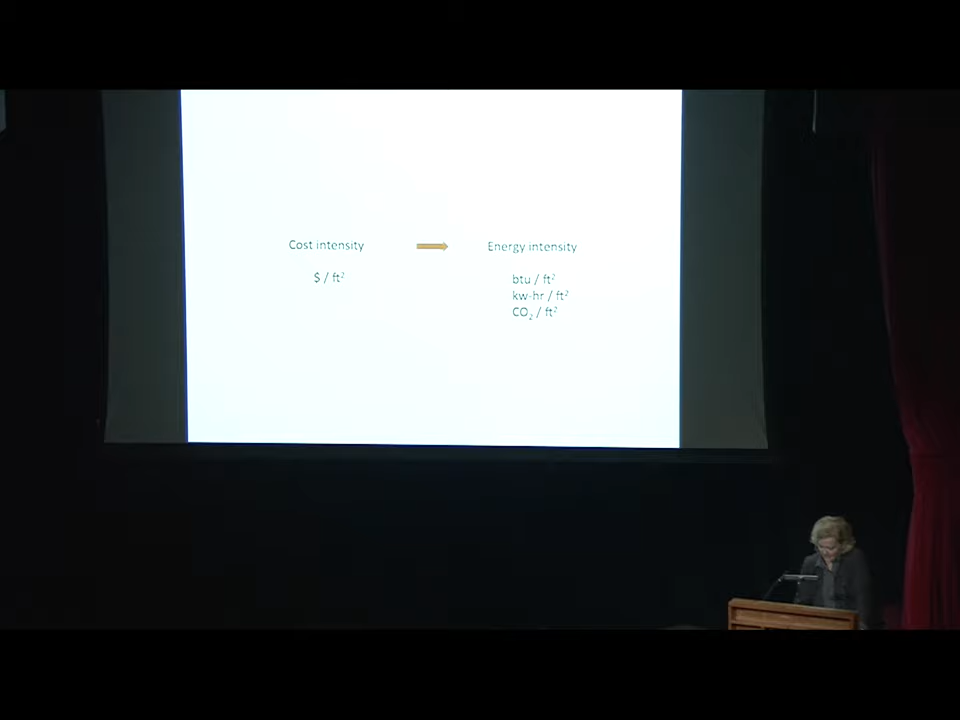 Cost intensity
Energy intensity
$ / ft²
btu / ft²
kw-hr / ft²
CO₂ / ft²